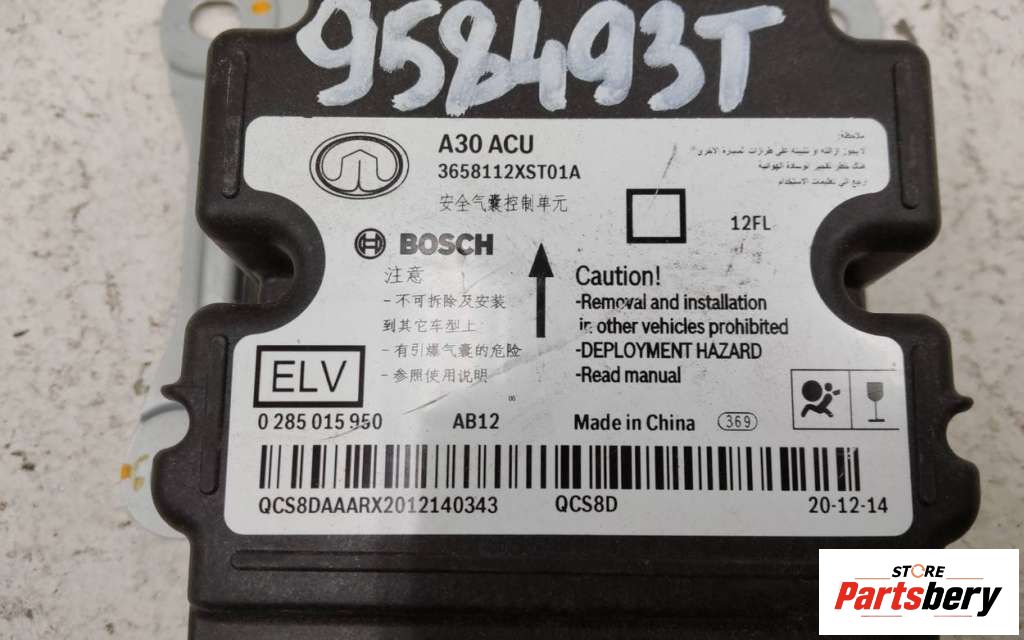 958493T
A30 ACU
3658112XST01A
安全气囊控制单元
ملاحظة:
12FL
BOSCH
注意
- 不可拆除及安装
到其它车型上
- 有引爆气囊的危险
- 参照使用说明
Caution!
-Removal and installation
in other vehicles prohibited
-DEPLOYMENT HAZARD
-Read manual
ELV
0 285 015 950
AB12
Made in China
369
QCS8DAAARX2012140343
QCS8D
20-12-14
STORE
Partsbery